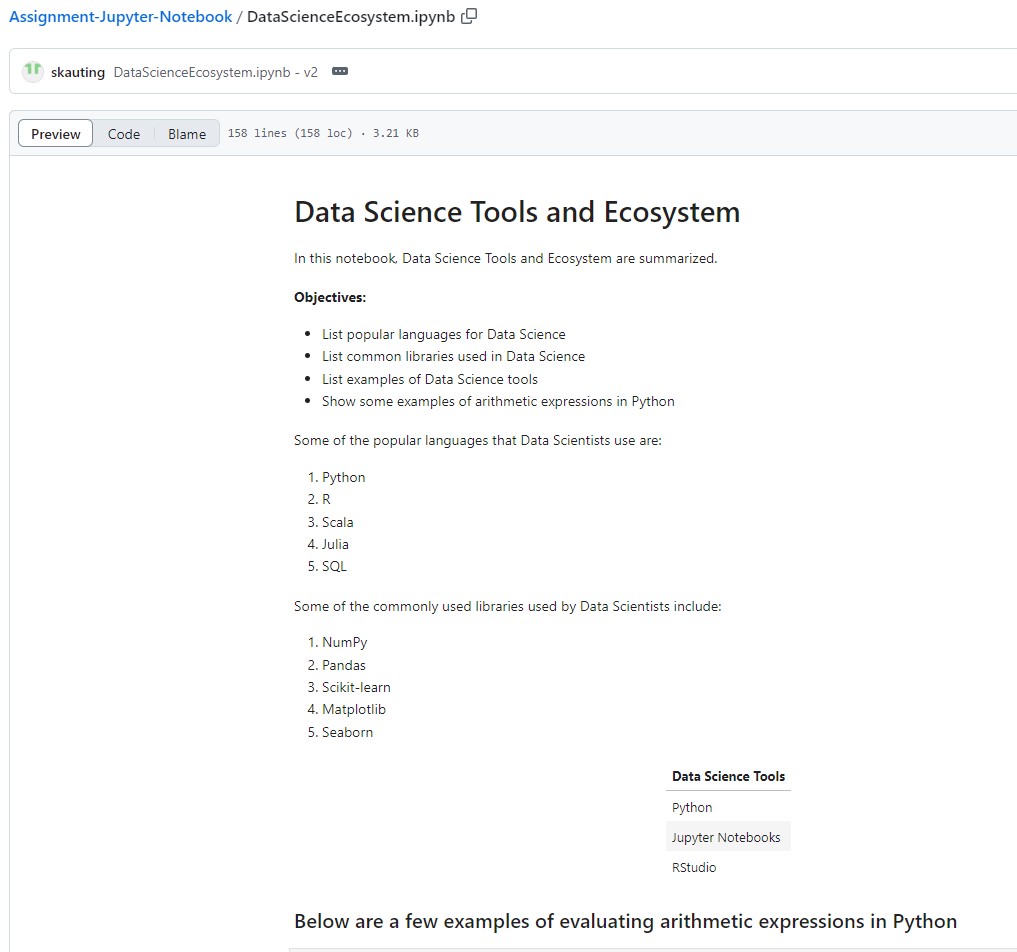 Assignment-Jupyter-Notebook / DataScienceEcosystem.ipynb
skauting DataScienceEcosystem.ipynb - v2
Preview Code Blame 158 lines (158 loc) · 3.21 KB
Data Science Tools and Ecosystem
In this notebook, Data Science Tools and Ecosystem are summarized.
Objectives:
• List popular languages for Data Science
• List common libraries used in Data Science
• List examples of Data Science tools
• Show some examples of arithmetic expressions in Python
Some of the popular languages that Data Scientists use are:
1. Python
2. R
3. Scala
4. Julia
5. SQL
Some of the commonly used libraries used by Data Scientists include:
1. NumPy
2. Pandas
3. Scikit-learn
4. Matplotlib
5. Seaborn
Data Science Tools
Python
Jupyter Notebooks
RStudio
Below are a few examples of evaluating arithmetic expressions in Python